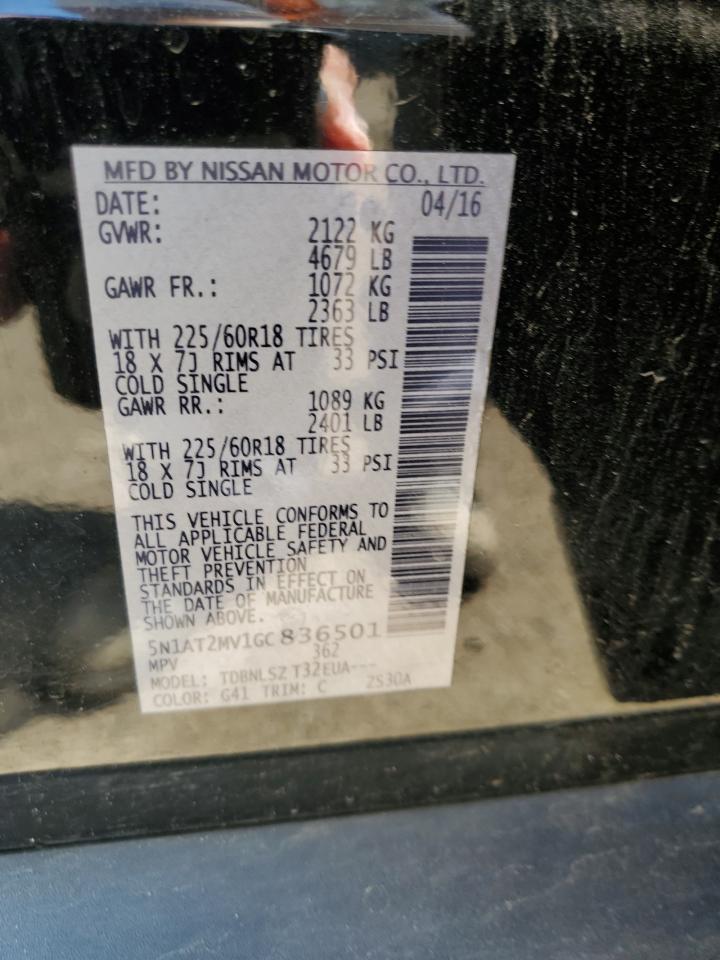 MFD BY NISSAN MOTOR CO., LTD.
DATE: 04/16
GVWR: 2122 KG
4679 LB
GAWR FR.: 1072 KG
2363 LB
WITH 225/60R18 TIRES
18 X 7J RIMS AT 33 PSI
COLD SINGLE
GAWR RR.: 1089 KG
2401 LB
WITH 225/60R18 TIRES
18 X 7J RIMS AT 33 PSI
COLD SINGLE
THIS VEHICLE CONFORMS TO
ALL APPLICABLE FEDERAL
MOTOR VEHICLE SAFETY AND
THEFT PREVENTION
STANDARDS IN EFFECT ON
THE DATE OF MANUFACTURE
SHOWN ABOVE.
5N1AT2MV1GC836501
MPV 362
MODEL: TDBNLSZ T32EUA---
COLOR: G41 TRIM: C 2S30A